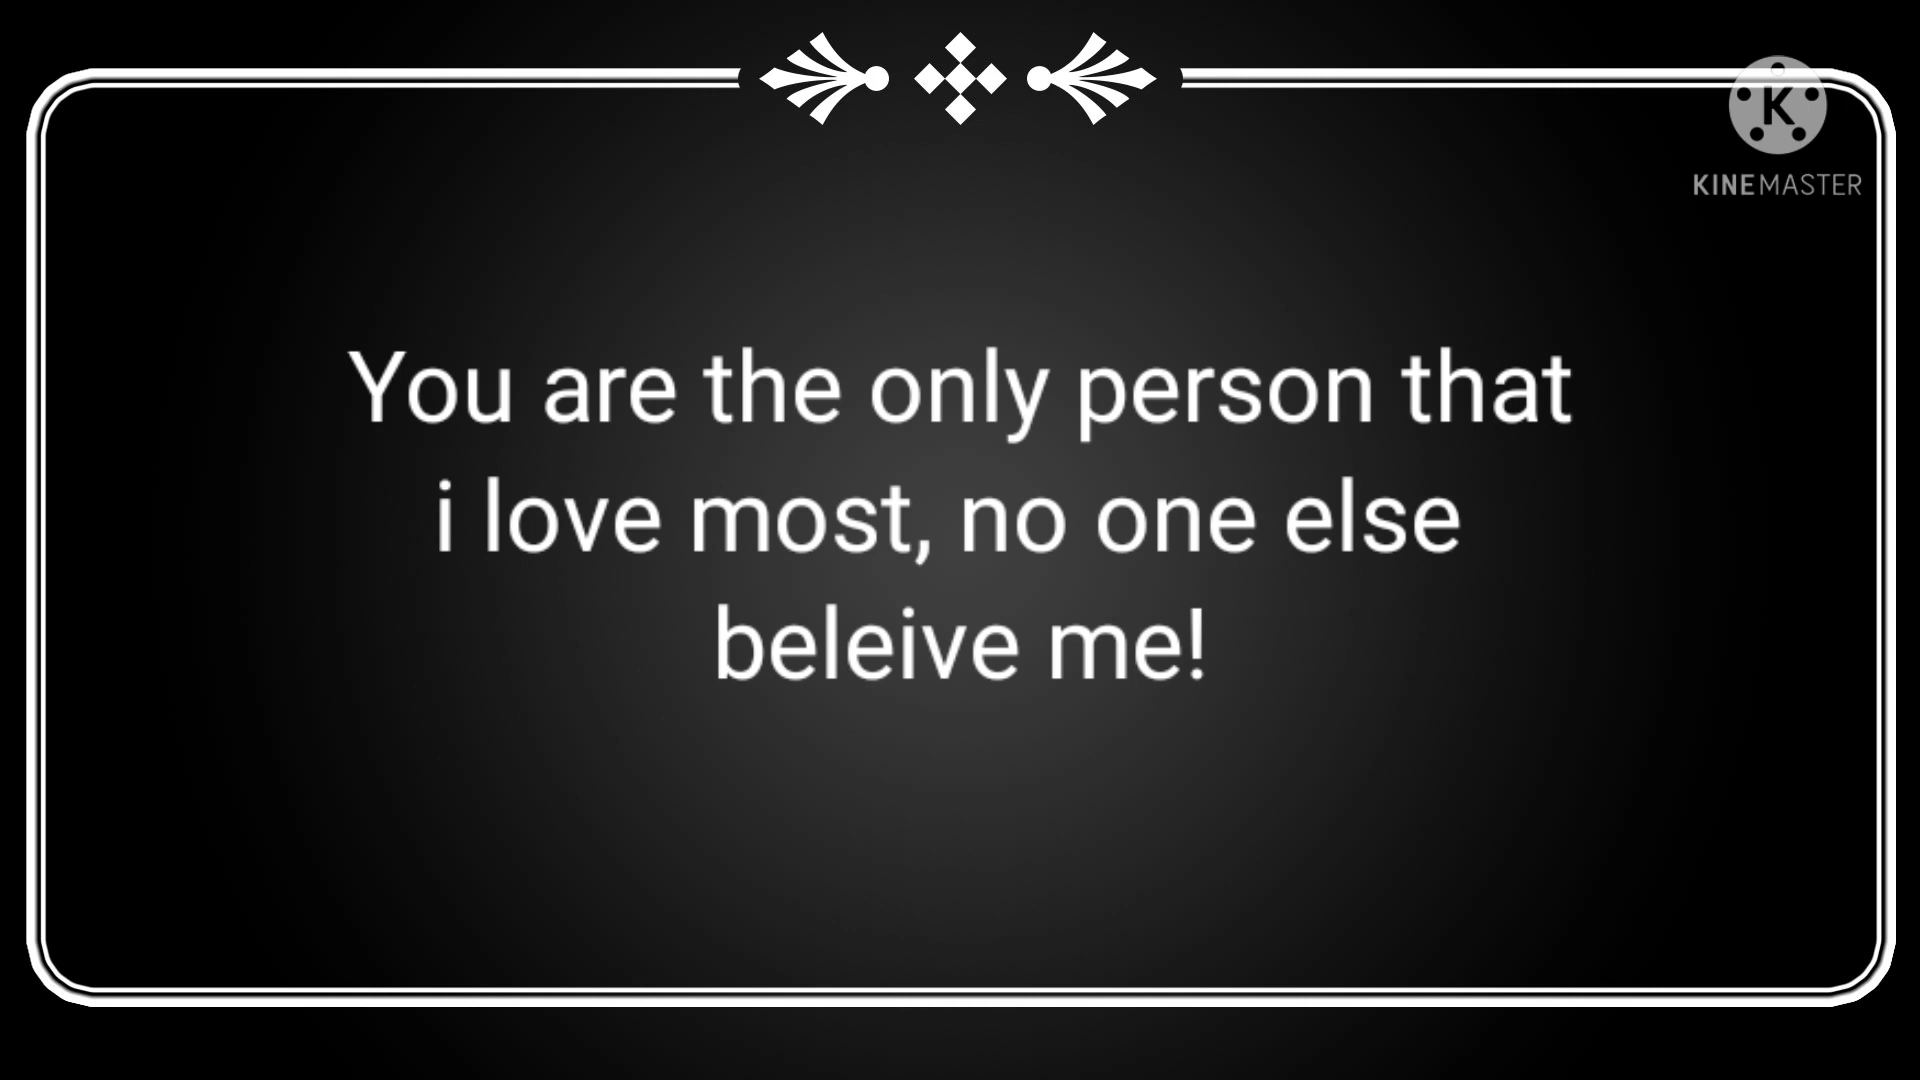 K
KINEMASTER
You are the only person that
i love most, no one else
beleive me!